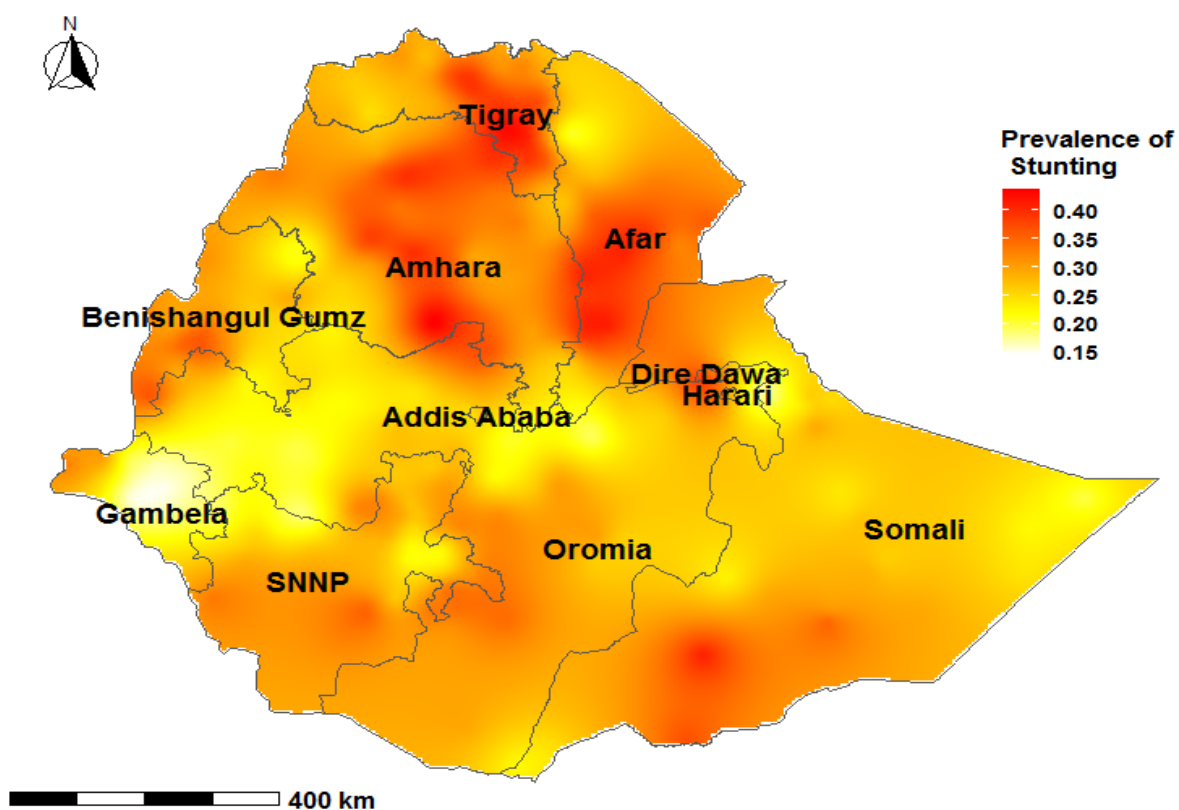 N
Tigray
Prevalence of
Stunting
0.40
0.35
0.30
0.25
0.20
0.15
Afar
Amhara
Benishangul Gumz
Dire Dawa
Harari
Addis Ababa
Gambela
Somali
Oromia
SNNP
400 km